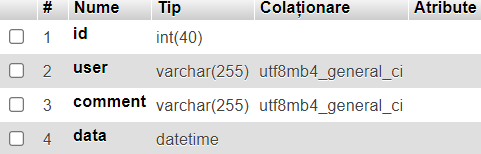 # Nume Tip Colaționare Atribute
1 id int(40)
2 user varchar(255) utf8mb4_general_ci
3 comment varchar(255) utf8mb4_general_ci
4 data datetime